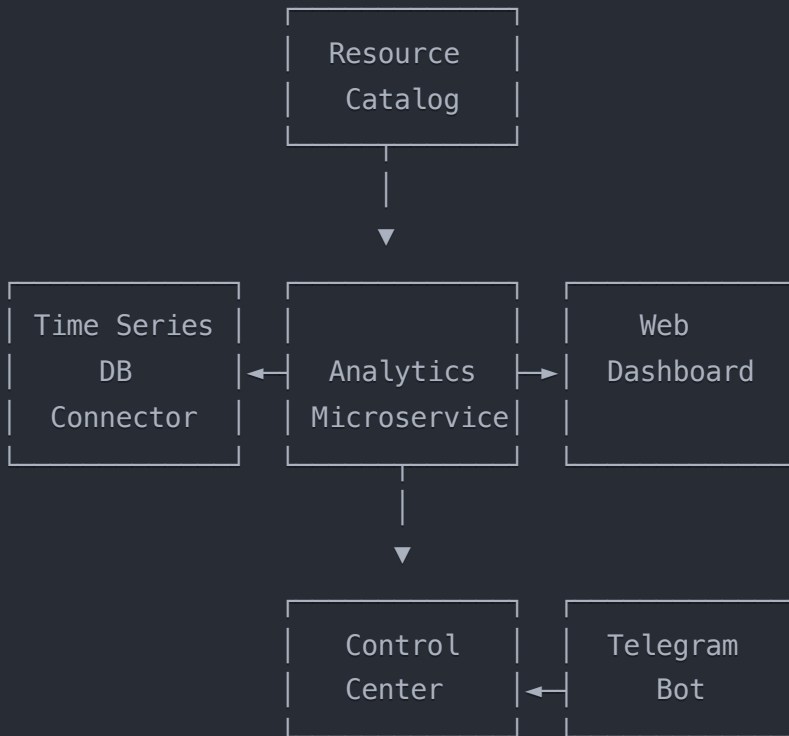 Resource
Catalog
Time Series
DB
Connector
Analytics
Microservice
Web
Dashboard
Control
Center
Telegram
Bot